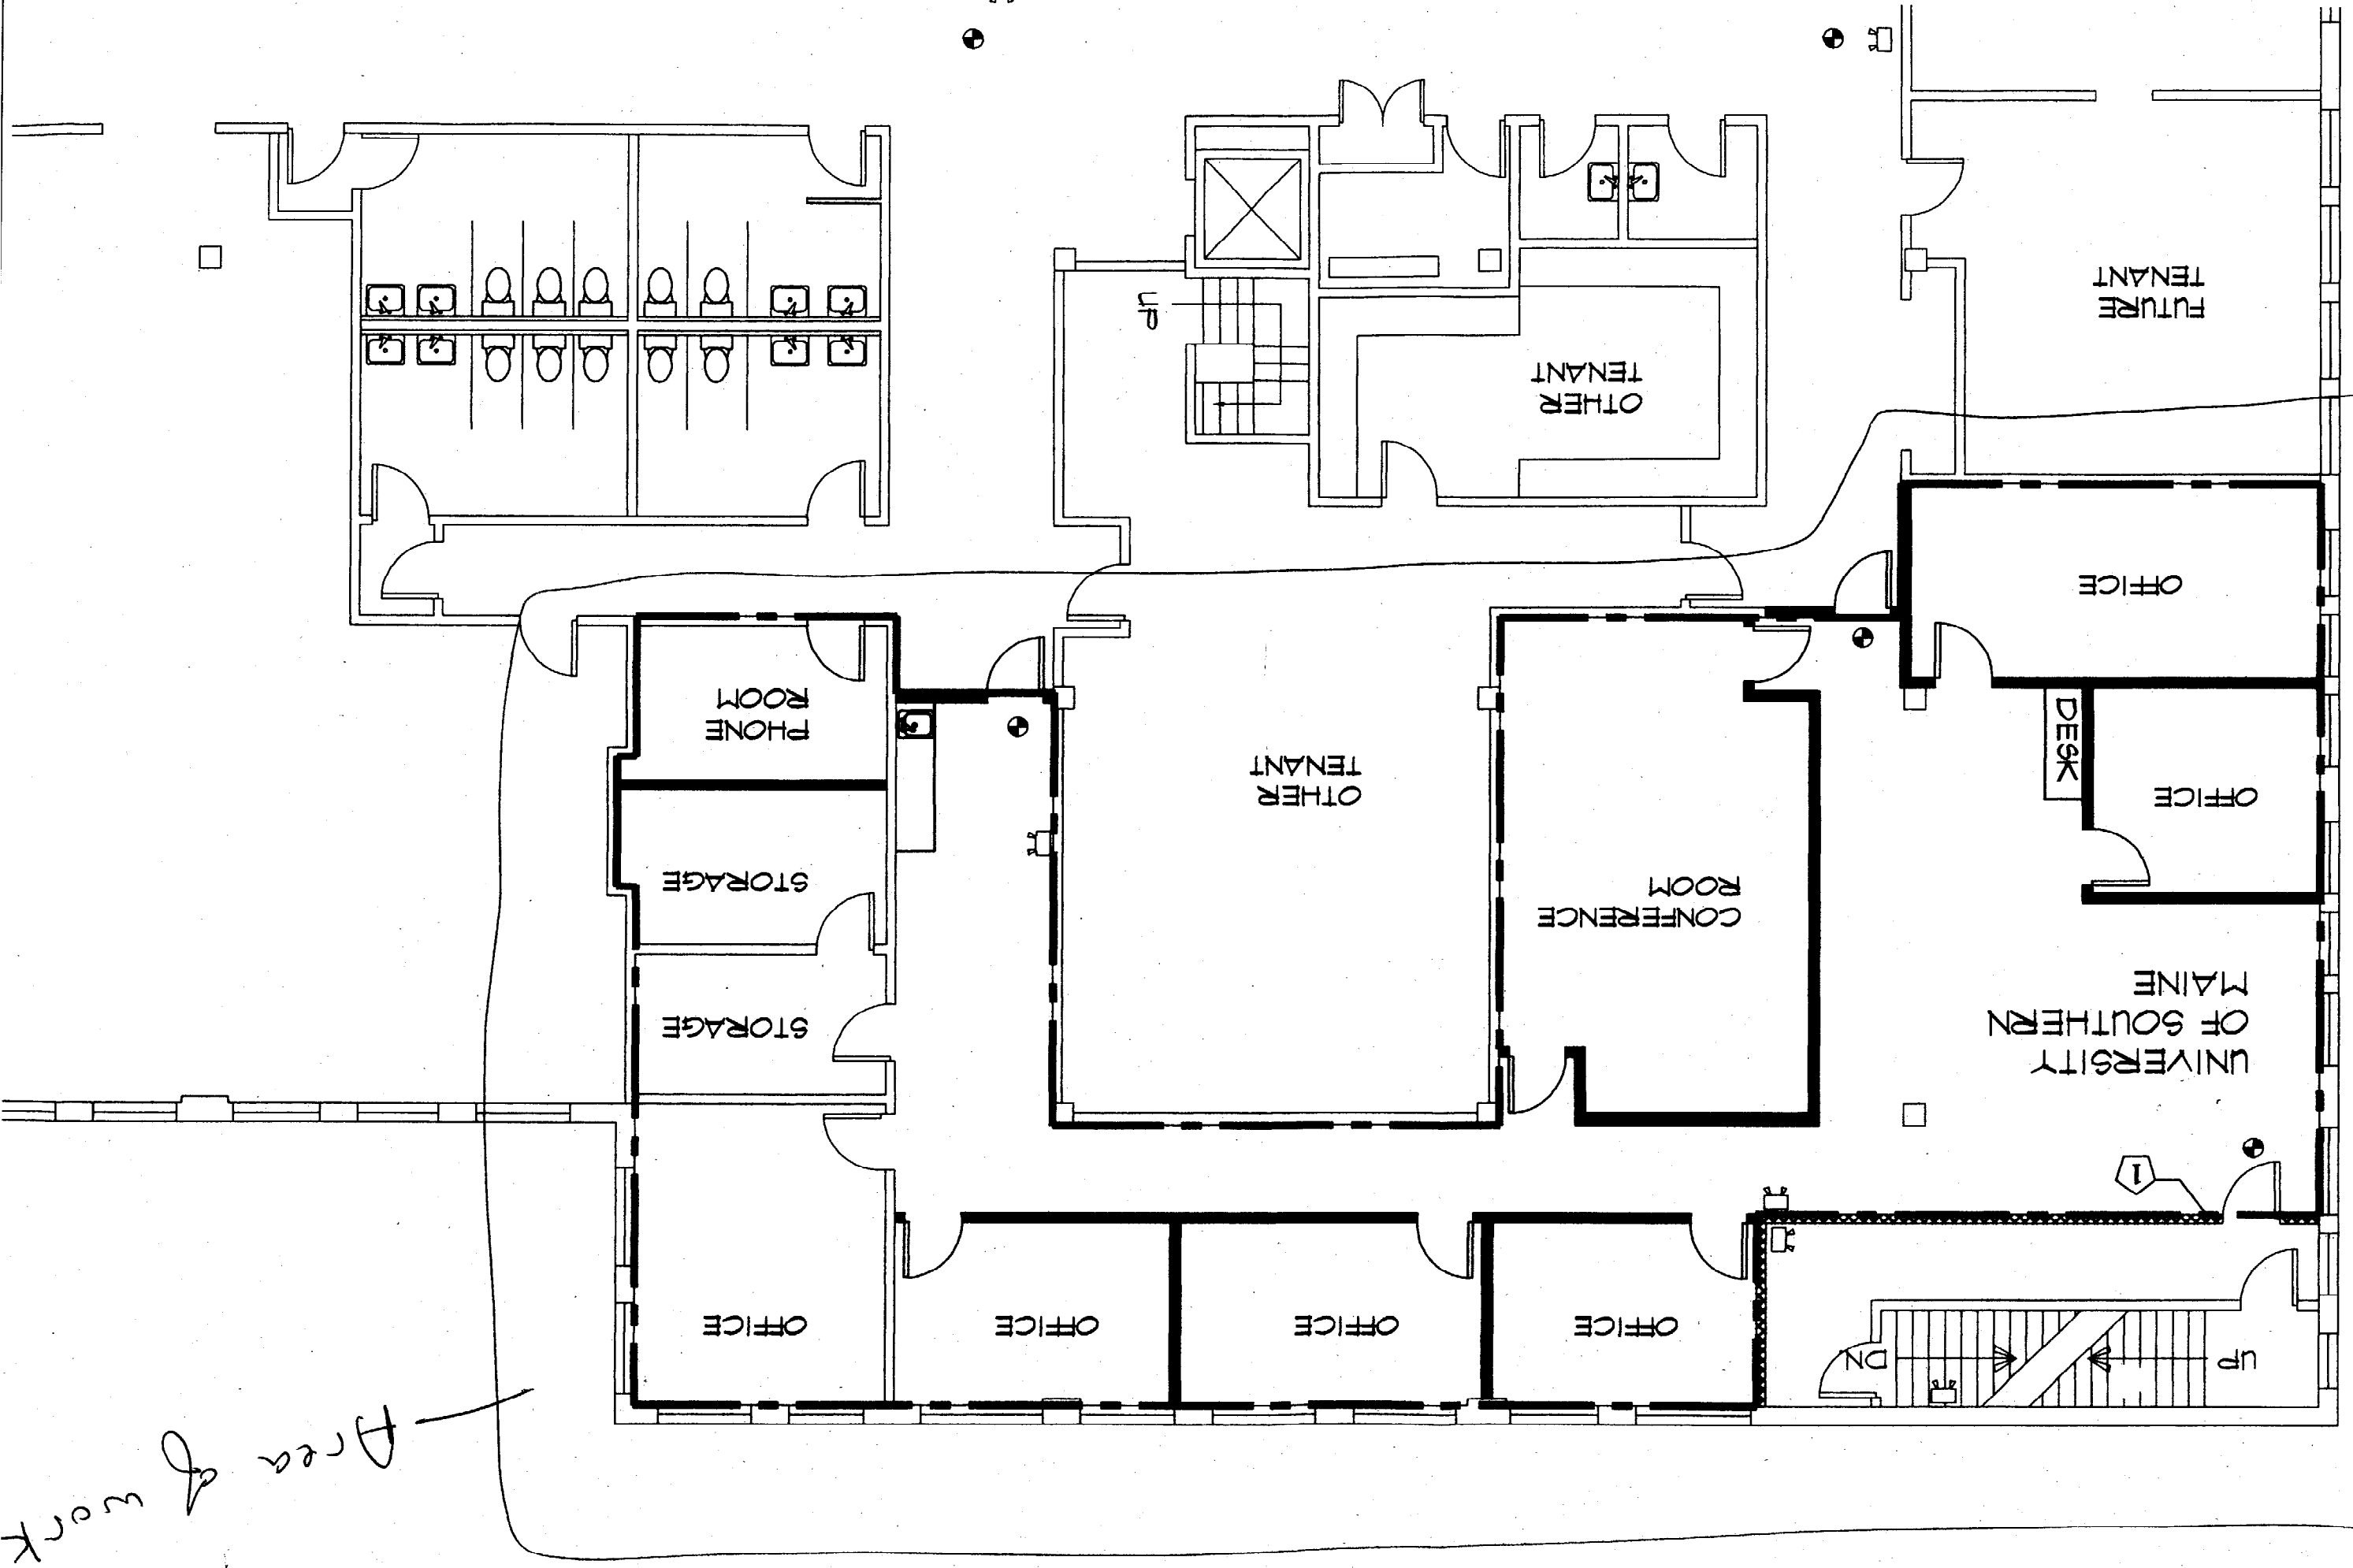 Area of work
UP
DN
OFFICE
OFFICE
OFFICE
OFFICE
1
UNIVERSITY
OF SOUTHERN
MAINE
STORAGE
CONFERENCE
ROOM
STORAGE
OFFICE
DESK
OTHER
TENANT
PHONE
ROOM
OFFICE
OTHER
TENANT
UP
FUTURE
TENANT